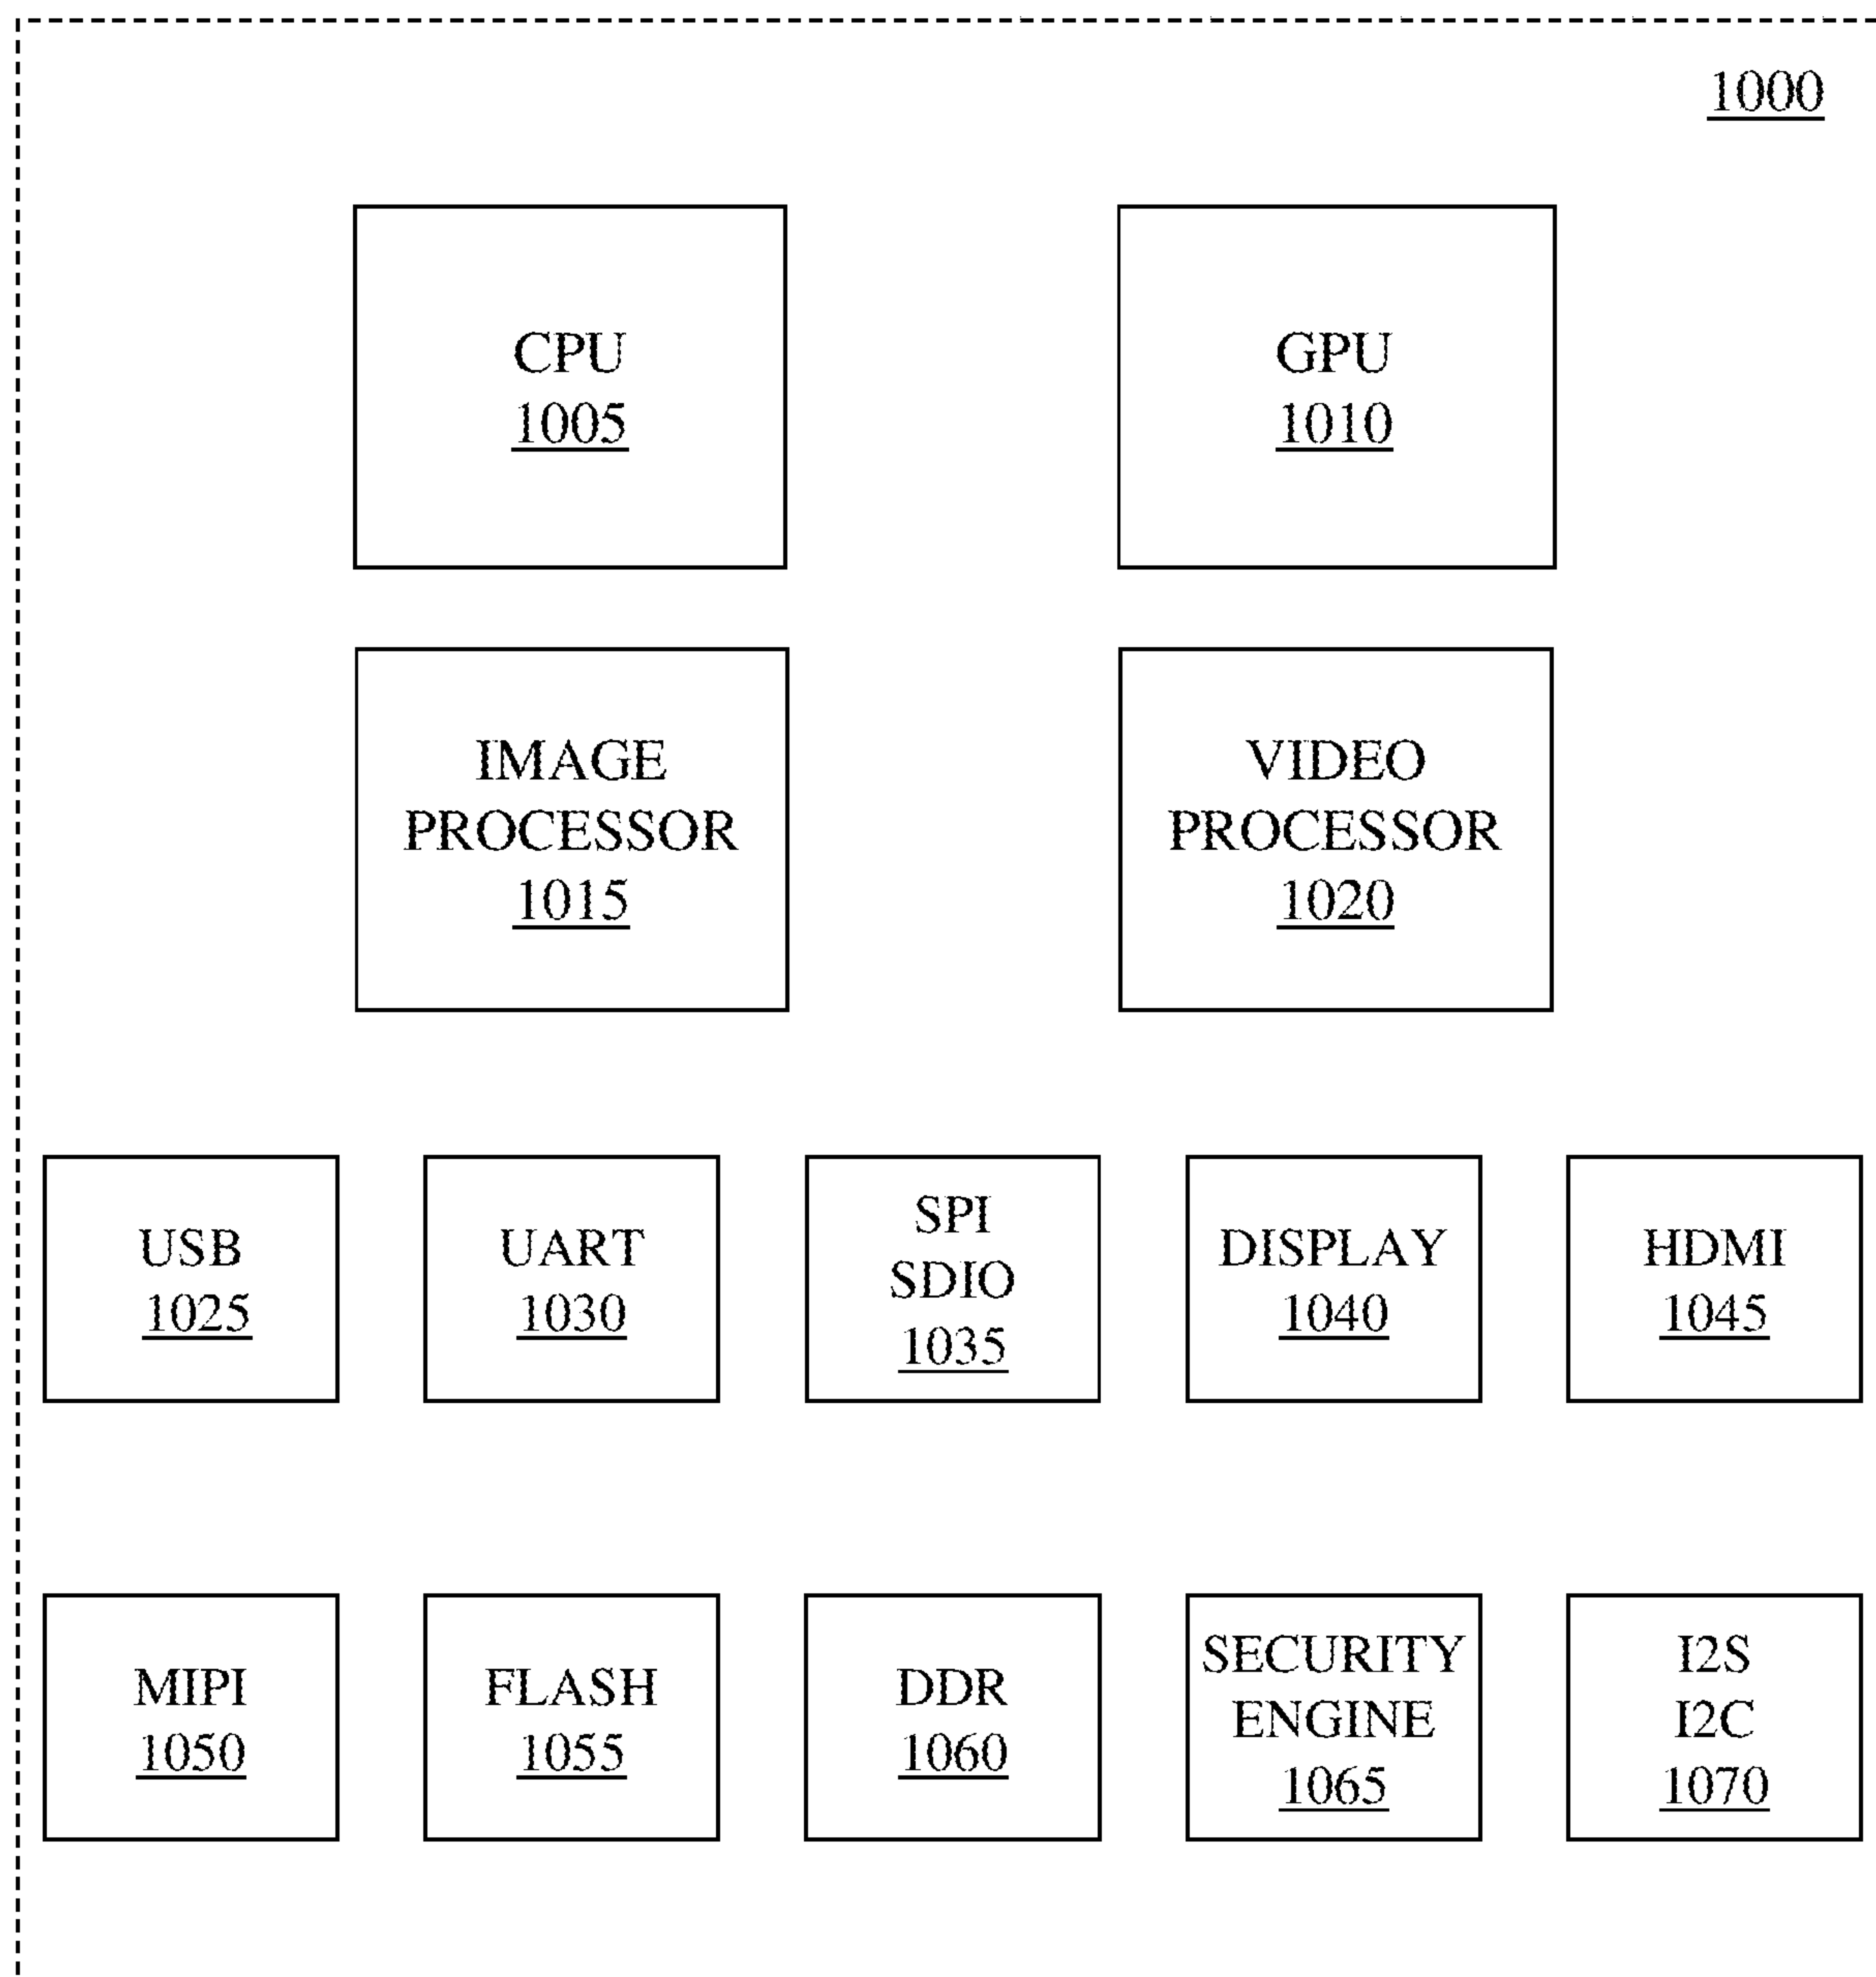 1000
CPU
1005
GPU
1010
IMAGE
PROCESSOR
1015
VIDEO
PROCESSOR
1020
USB
1025
UART
1030
SPI
SDIO
1035
DISPLAY
1040
HDMI
1045
MIPI
1050
FLASH
1055
DDR
1060
SECURITY
ENGINE
1065
I2S
I2C
1070